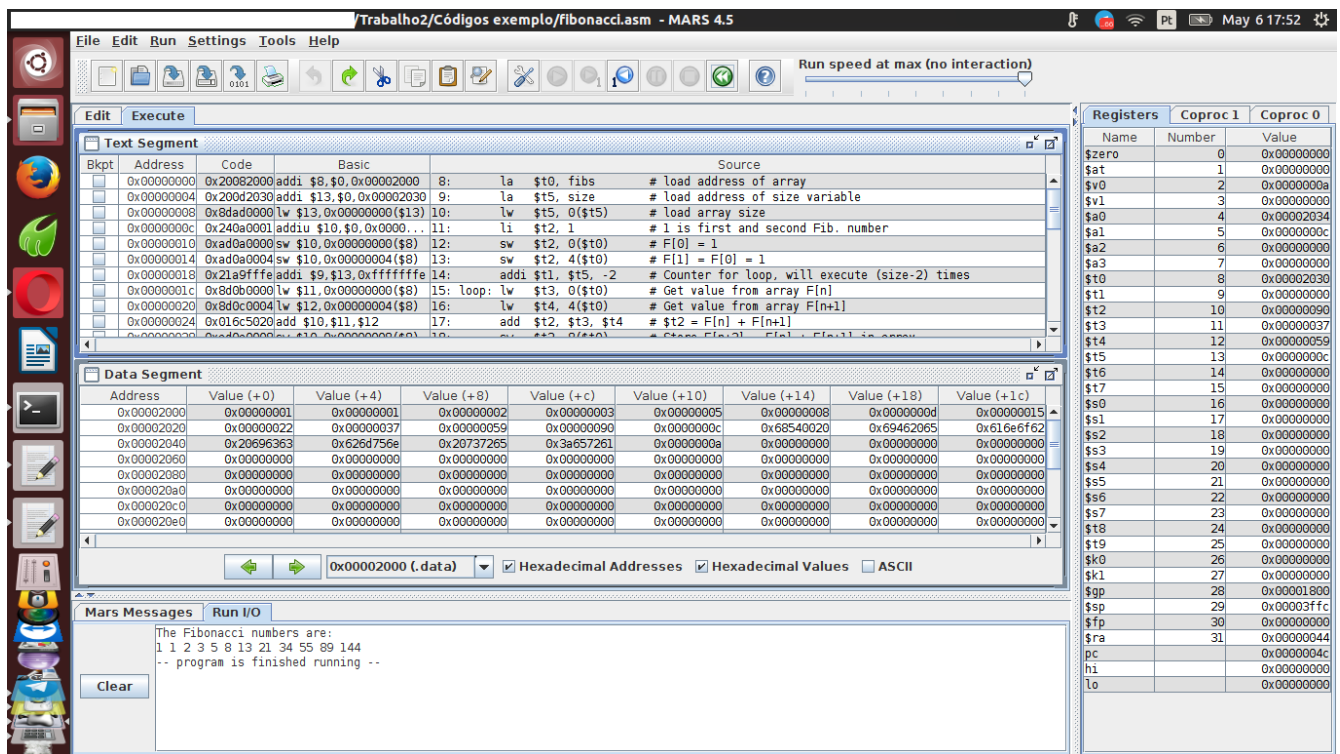 /Trabalho2/Códigos exemplo/fibonacci.asm - MARS 4.5
Pt
May 6 17:52
File Edit Run Settings Tools Help
Run speed at max (no interaction)
Edit Execute
Text Segment
Bkpt Address Code Basic Source
0x00000000 0x20082000 addi $8,$0,0x00002000 8: la $t0, fibs # load address of array
0x00000004 0x200d2030 addi $13,$0,0x00002030 9: la $t5, size # load address of size variable
0x00000008 0x8dad0000 lw $13,0x00000000($13) 10: lw $t5, 0($t5) # load array size
0x0000000c 0x240a0001 addiu $10,$0,0x0000... 11: li $t2, 1 # 1 is first and second Fib. number
0x00000010 0xad0a0000 sw $10,0x00000000($8) 12: sw $t2, 0($t0) # F[0] = 1
0x00000014 0xad0a0004 sw $10,0x00000004($8) 13: sw $t2, 4($t0) # F[1] = F[0] = 1
0x00000018 0x21a9fffe addi $9,$13,0xfffffffe 14: addi $t1, $t5, -2 # Counter for loop, will execute (size-2) times
0x0000001c 0x8d0b0000 lw $11,0x00000000($8) 15: loop: lw $t3, 0($t0) # Get value from array F[n]
0x00000020 0x8d0c0004 lw $12,0x00000004($8) 16: lw $t4, 4($t0) # Get value from array F[n+1]
0x00000024 0x016c5020 add $10,$11,$12 17: add $t2, $t3, $t4 # $t2 = F[n] + F[n+1]
Data Segment
Address Value (+0) Value (+4) Value (+8) Value (+c) Value (+10) Value (+14) Value (+18) Value (+1c)
0x00002000 0x00000001 0x00000001 0x00000002 0x00000003 0x00000005 0x00000008 0x0000000d 0x00000015
0x00002020 0x00000022 0x00000037 0x00000059 0x00000090 0x0000000c 0x68540020 0x69462065 0x616e6f62
0x00002040 0x20696363 0x626d756e 0x20737265 0x3a657261 0x0000000a 0x00000000 0x00000000 0x00000000
0x00002060 0x00000000 0x00000000 0x00000000 0x00000000 0x00000000 0x00000000 0x00000000 0x00000000
0x00002080 0x00000000 0x00000000 0x00000000 0x00000000 0x00000000 0x00000000 0x00000000 0x00000000
0x000020a0 0x00000000 0x00000000 0x00000000 0x00000000 0x00000000 0x00000000 0x00000000 0x00000000
0x000020c0 0x00000000 0x00000000 0x00000000 0x00000000 0x00000000 0x00000000 0x00000000 0x00000000
0x000020e0 0x00000000 0x00000000 0x00000000 0x00000000 0x00000000 0x00000000 0x00000000 0x00000000
0x00002000 (.data) Hexadecimal Addresses Hexadecimal Values ASCII
Mars Messages Run I/O
The Fibonacci numbers are:
1 1 2 3 5 8 13 21 34 55 89 144
-- program is finished running --
Clear
Registers Coproc 1 Coproc 0
Name Number Value
$zero 0 0x00000000
$at 1 0x00000000
$v0 2 0x0000000a
$v1 3 0x00000000
$a0 4 0x00002034
$a1 5 0x0000000c
$a2 6 0x00000000
$a3 7 0x00000000
$t0 8 0x00002030
$t1 9 0x00000000
$t2 10 0x00000090
$t3 11 0x00000037
$t4 12 0x00000059
$t5 13 0x0000000c
$t6 14 0x00000000
$t7 15 0x00000000
$s0 16 0x00000000
$s1 17 0x00000000
$s2 18 0x00000000
$s3 19 0x00000000
$s4 20 0x00000000
$s5 21 0x00000000
$s6 22 0x00000000
$s7 23 0x00000000
$t8 24 0x00000000
$t9 25 0x00000000
$k0 26 0x00000000
$k1 27 0x00000000
$gp 28 0x00001800
$sp 29 0x00003ffc
$fp 30 0x00000000
$ra 31 0x00000044
pc 0x0000004c
hi 0x00000000
lo 0x00000000